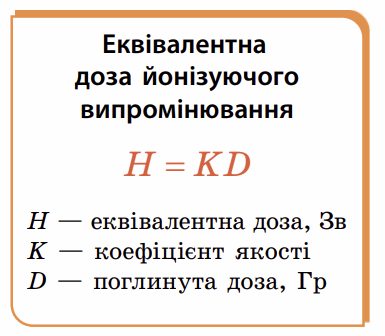 Еквівалентна
доза йонізуючого
випромінювання
H = KD
H — еквівалентна доза, Зв
K — коефіцієнт якості
D — поглинута доза, Гр